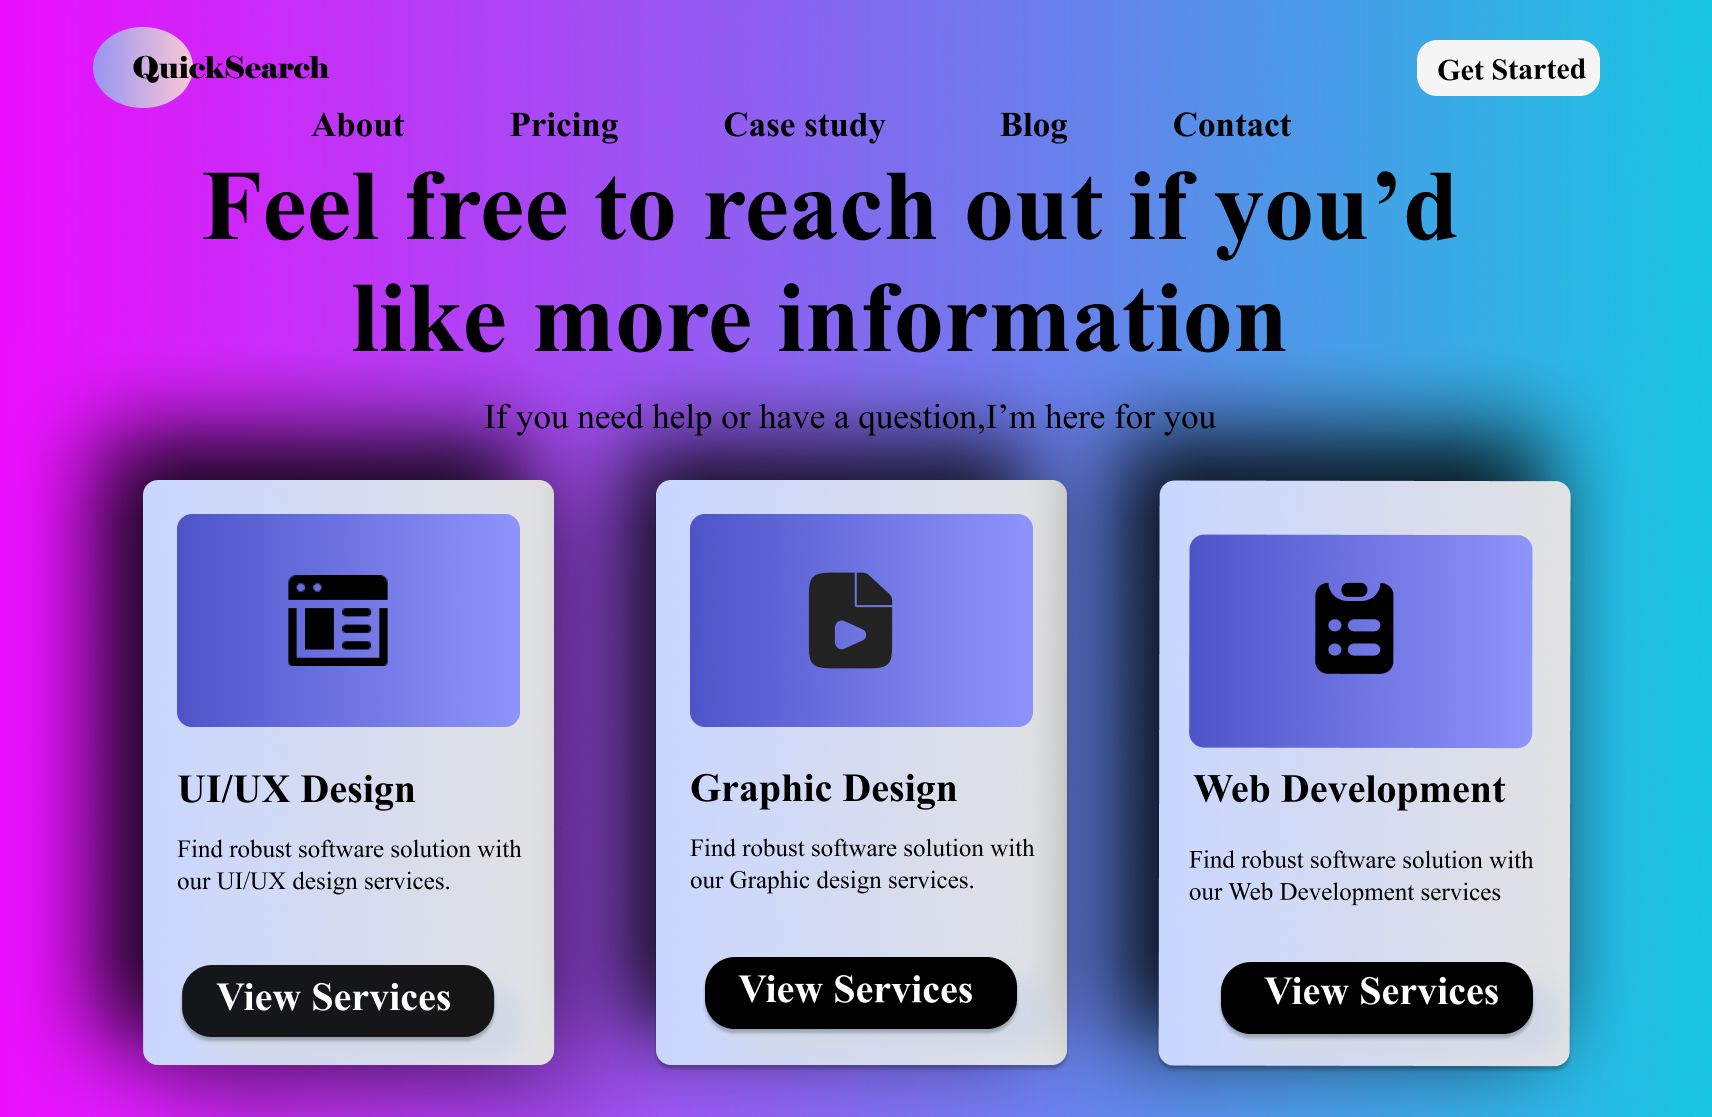 QuickSearch
Get Started
About Pricing Case study Blog Contact
Feel free to reach out if you’d
like more information
If you need help or have a question,I’m here for you
UI/UX Design
Find robust software solution with
our UI/UX design services.
View Services
Graphic Design
Find robust software solution with
our Graphic design services.
View Services
Web Development
Find robust software solution with
our Web Development services
View Services